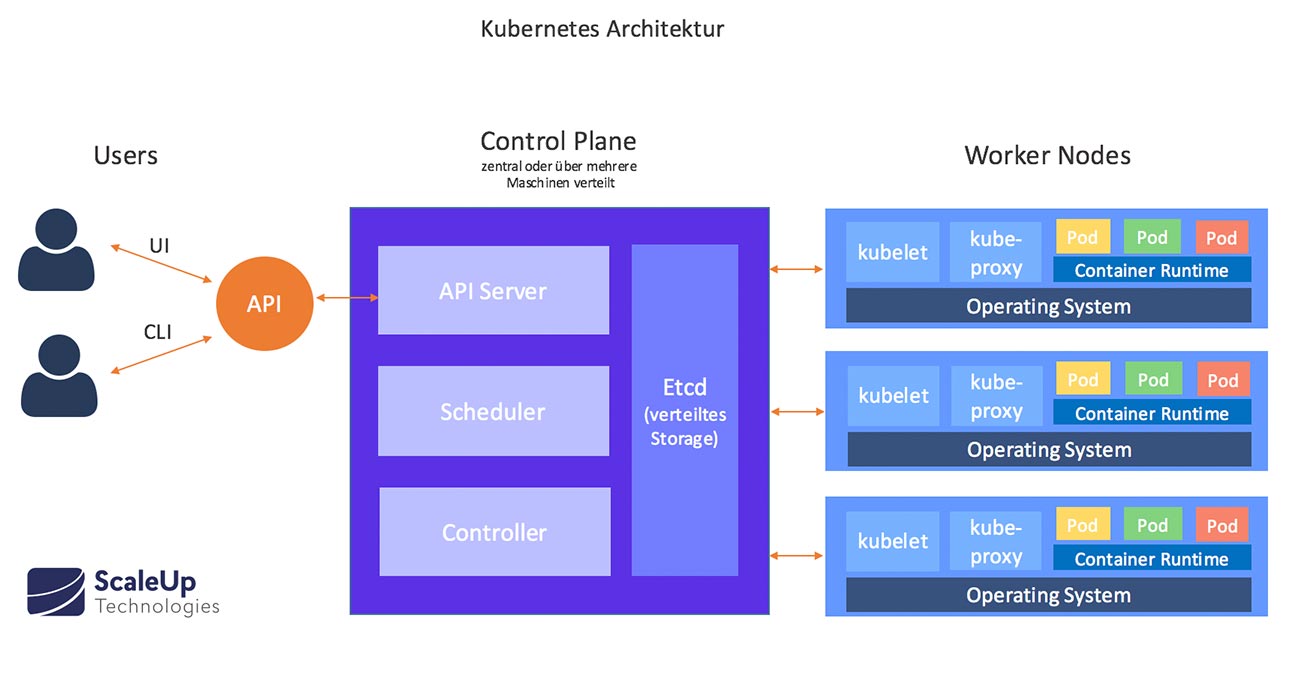 Kubernetes Architektur
Users
UI
CLI
API
Control Plane
zentral oder über mehrere
Maschinen verteilt
API Server
Scheduler
Controller
Etcd
(verteiltes
Storage)
Worker Nodes
kubelet
kube-
proxy
Pod
Pod
Pod
Container Runtime
Operating System
kubelet
kube-
proxy
Pod
Pod
Pod
Container Runtime
Operating System
kubelet
kube-
proxy
Pod
Pod
Pod
Container Runtime
Operating System
ScaleUp
Technologies